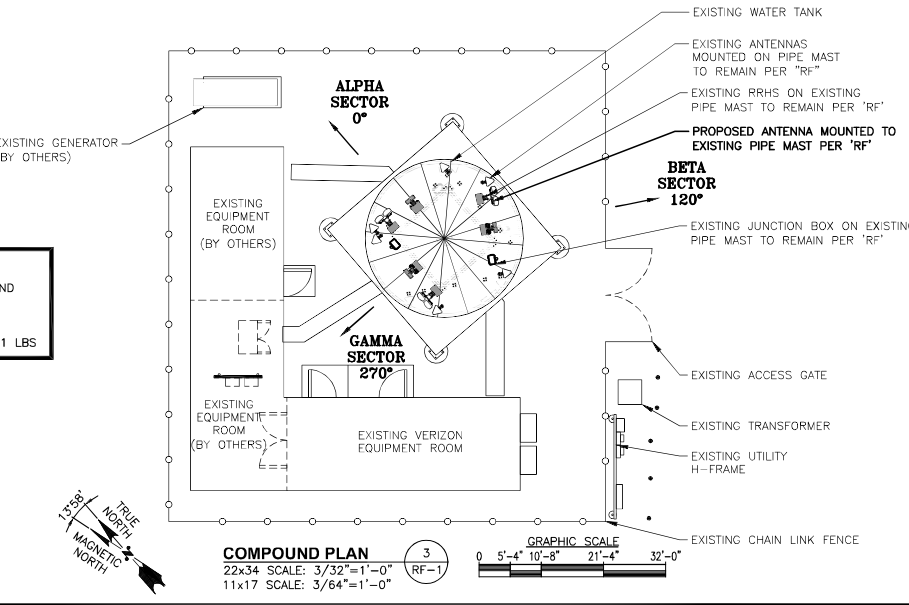 EXISTING WATER TANK
EXISTING ANTENNAS
MOUNTED ON PIPE MAST
TO REMAIN PER "RF"
EXISTING RRHS ON EXISTING
PIPE MAST TO REMAIN PER 'RF'
PROPOSED ANTENNA MOUNTED TO
EXISTING PIPE MAST PER 'RF'
ALPHA
SECTOR
0°
BETA
SECTOR
120°
EXISTING GENERATOR
(BY OTHERS)
EXISTING
EQUIPMENT
ROOM
(BY OTHERS)
EXISTING JUNCTION BOX ON EXISTING
PIPE MAST TO REMAIN PER 'RF'
ND
1 LBS
GAMMA
SECTOR
270°
EXISTING ACCESS GATE
EXISTING
EQUIPMENT
ROOM
(BY OTHERS)
EXISTING VERIZON
EQUIPMENT ROOM
EXISTING TRANSFORMER
EXISTING UTILITY
H-FRAME
13°58'
TRUE
NORTH
MAGNETIC
NORTH
EXISTING CHAIN LINK FENCE
COMPOUND PLAN
22x34 SCALE: 3/32"=1'-0"
11x17 SCALE: 3/64"=1'-0"
3
RF-1
GRAPHIC SCALE
0 5'-4" 10'-8" 21'-4" 32'-0"